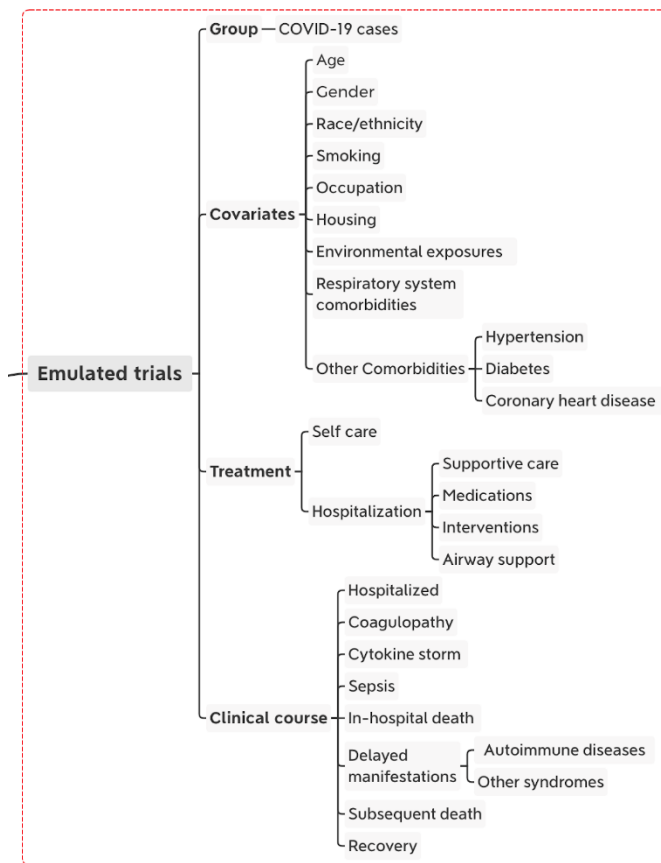 Group
COVID-19 cases
Age
Gender
Race/ethnicity
Smoking
Occupation
Covariates
Housing
Environmental exposures
Respiratory system
comorbidities
Other Comorbidities
Hypertension
Diabetes
Coronary heart disease
Emulated trials
Self care
Treatment
Hospitalization
Supportive care
Medications
Interventions
Airway support
Hospitalized
Coagulopathy
Cytokine storm
Sepsis
Clinical course
In-hospital death
Delayed
manifestations
Autoimmune diseases
Other syndromes
Subsequent death
Recovery